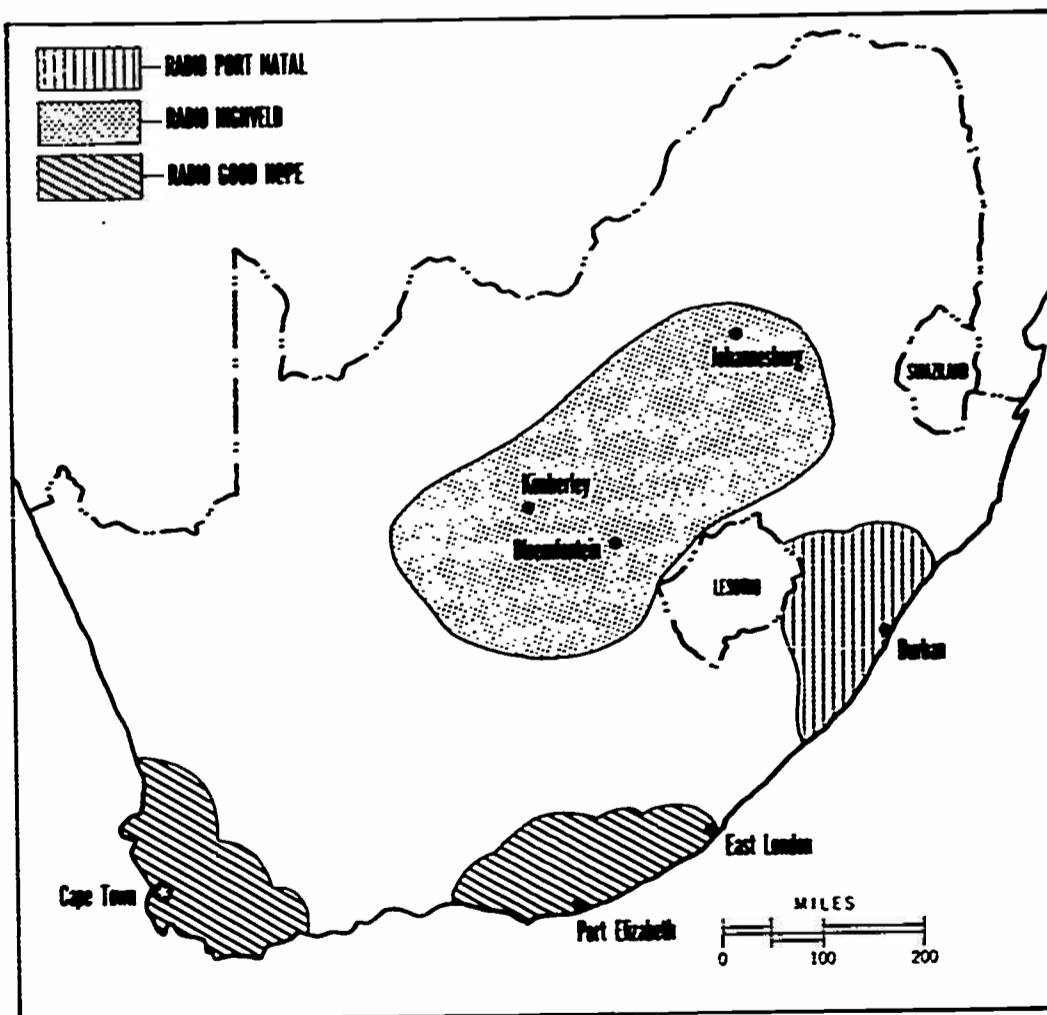 RADIO PORT NATAL
RADIO HIGHVELD
RADIO GOOD HOPE
Johannesburg
SWAZILAND
Kimberley
Bloemfontein
LESOTHO
Durban
East London
Cape Town
Port Elizabeth
MILES
0 100 200